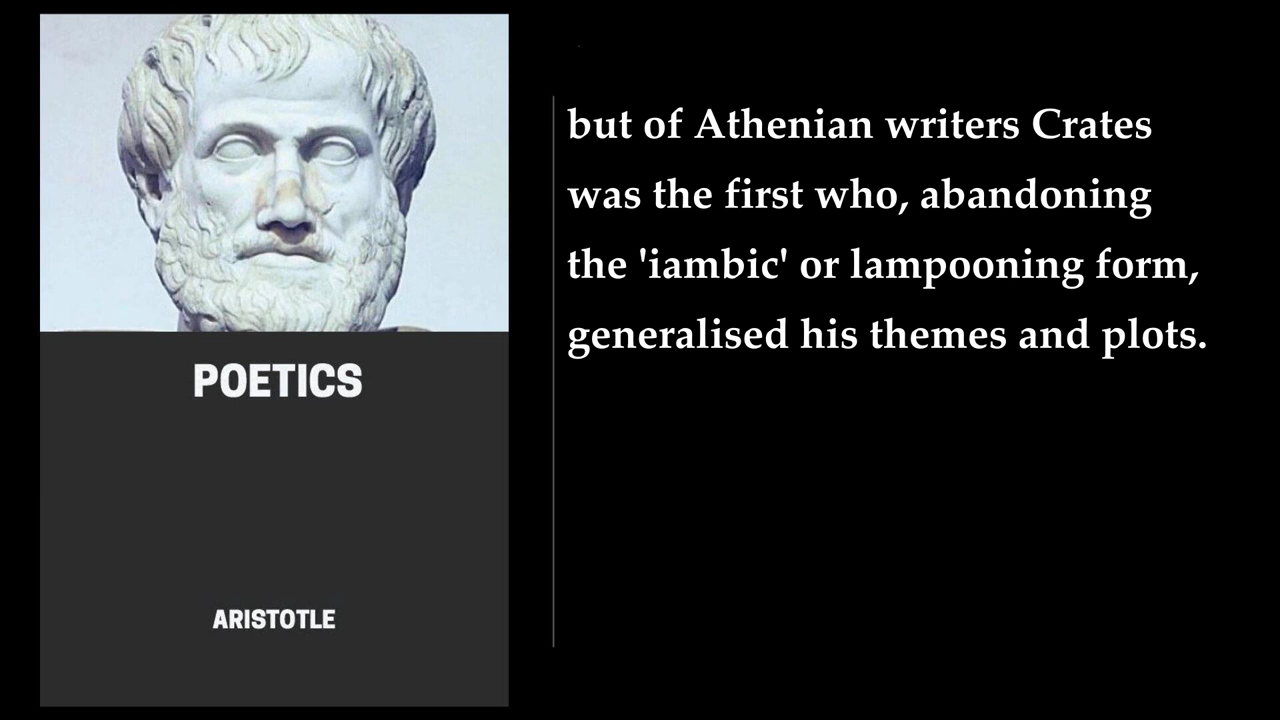 POETICS
ARISTOTLE
but of Athenian writers Crates
was the first who, abandoning
the 'iambic' or lampooning form,
generalised his themes and plots.